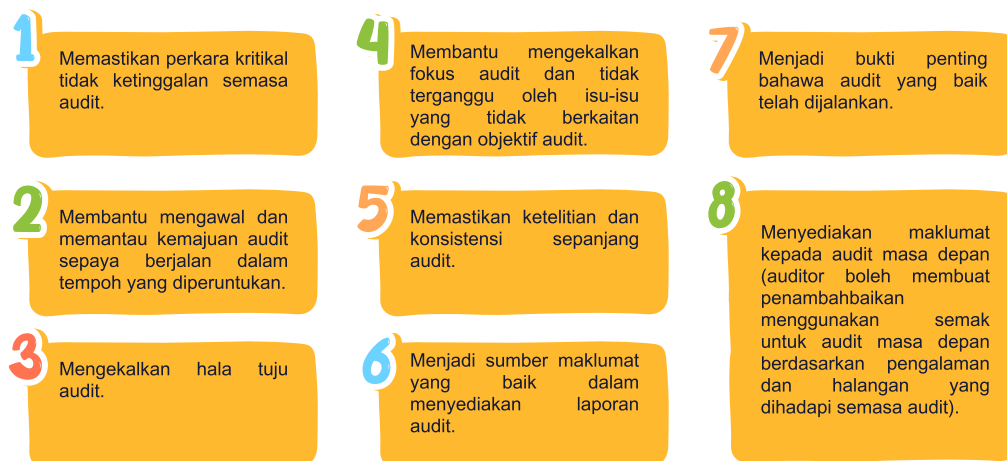 1
Memastikan perkara kritikal
tidak ketinggalan semasa
audit.
2
Membantu mengawal dan
memantau kemajuan audit
sepaya berjalan dalam
tempoh yang diperuntukan.
3
Mengekalkan hala tuju
audit.
4
Membantu mengekalkan
fokus audit dan tidak
terganggu oleh isu-isu
yang tidak berkaitan
dengan objektif audit.
5
Memastikan ketelitian dan
konsistensi sepanjang
audit.
6
Menjadi sumber maklumat
yang baik dalam
menyediakan laporan
audit.
7
Menjadi bukti penting
bahawa audit yang baik
telah dijalankan.
8
Menyediakan maklumat
kepada audit masa depan
(auditor boleh membuat
penambahbaikan
menggunakan semak
untuk audit masa depan
berdasarkan pengalaman
dan halangan yang
dihadapi semasa audit).